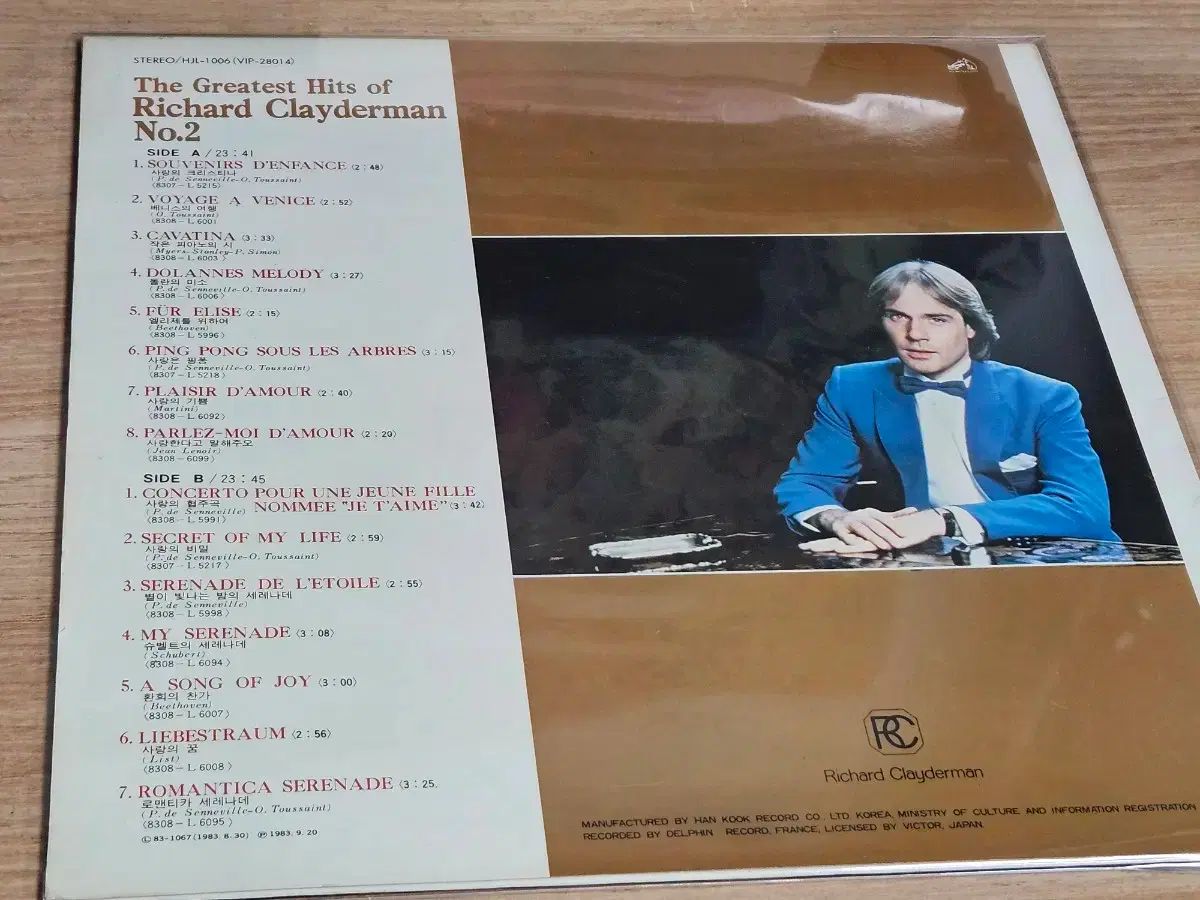 STEREO/HJL-1006(VIP-28014)
The Greatest Hits of
Richard Clayderman
No.2
SIDE A/23:41
1. SOUVENIRS D'ENFANCE〈2:48〉
사랑의 크리스티나
(P. de Senneville-O. Toussaint)
〈8307-L 5215〉
2. VOYAGE A VENICE〈2:52〉
베니스의 여행
(O. Toussaint)
〈8308-L 6001
3. CAVATINA〈3:33〉
작은 피아노의 시
(Myers-Stanley-P. Simon)
〈8308-L 6003〉
4. DOLANNES MELODY〈3:27〉
돌란의 미소
(P. de Senneville-O. Toussaint)
〈8308-L 6006〉
5. FÜR ELISE〈2:15〉
엘리제를 위하여
(Beethoven)
〈8308-L 5996〉
6. PING PONG SOUS LES ARBRES〈3:15〉
사랑은 핑퐁
(P. de Senneville-O. Toussaint)
〈8307-L 5218〉
7. PLAISIR D'AMOUR〈2:40〉
사랑의 기쁨
(Martini)
〈8308-L 6092〉
8. PARLEZ-MOI D'AMOUR〈2:20〉
사랑한다고 말해주오
(Jean Lenoir)
〈8308-6099〉
SIDE B/23:45
1. CONCERTO POUR UNE JEUNE FILLE
사랑의 협주곡 NOMMEE "JE T'AIME"〈3:42〉
(P. de Senneville)
〈8308-L 5991〉
2. SECRET OF MY LIFE〈2:59〉
사랑의 비밀
(P. de Senneville-O. Toussaint)
〈8307-L 5217〉
3. SERENADE DE L'ETOILE〈2:55〉
별이 빛나는 밤의 세레나데
(P. de Senneville)
〈8308-L 5998〉
4. MY SERENADE〈3:08〉
슈벨트의 세레나데
(Schubert)
〈8308-L 6094〉
5. A SONG OF JOY〈3:00〉
환희의 찬가
(Beethoven)
〈8308-L 6007〉
6. LIEBESTRAUM〈2:56〉
사랑의 꿈
(List)
〈8308-L 6008〉
7. ROMANTICA SERENADE〈3:25.
로맨티카 세레나데
(P. de Senneville-O. Toussaint)
〈8308-L 6095〉
Ⓒ83-1067(1983. 8. 30) Ⓟ1983. 9. 20
RC
Richard Clayderman
MANUFACTURED BY HAN KOOK RECORD CO., LTD. KOREA, MINISTRY OF CULTURE AND INFORMATION REGISTRATION
RECORDED BY DELPHIN RECORD, FRANCE, LICENSED BY VICTOR, JAPAN.